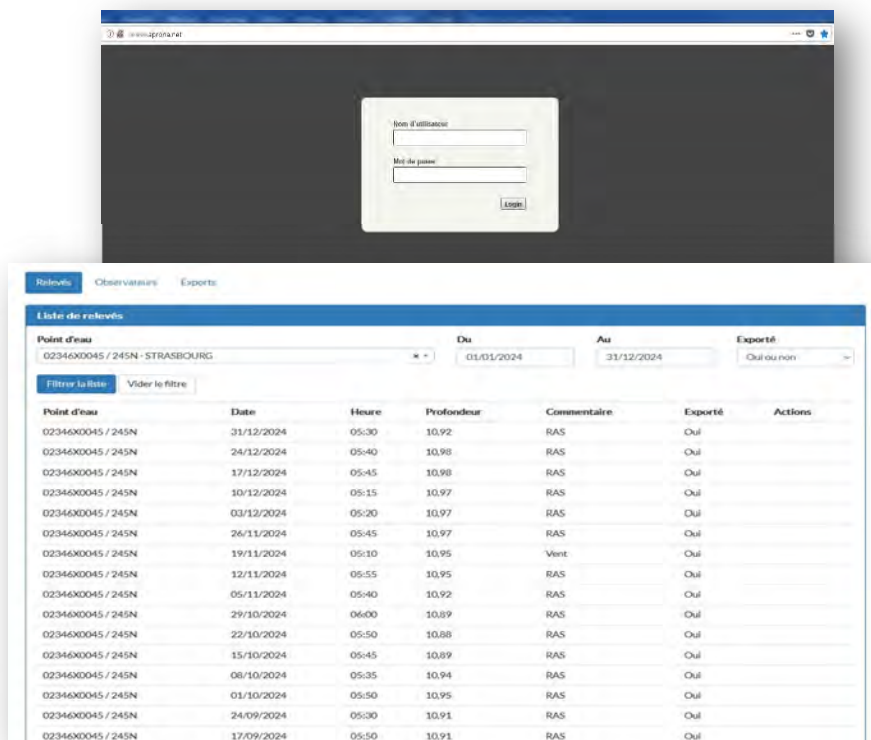 www.aprona.net
Nom d'utilisateur
Mot de passe
Login
Relevés Observateurs Exports
Liste de relevés
Point d'eau Du Au Exporté
02346X0045 / 245N - STRASBOURG 01/01/2024 31/12/2024 Oui ou non
Filtrer la liste Vider le filtre
Point d'eau Date Heure Profondeur Commentaire Exporté Actions
02346X0045 / 245N 31/12/2024 05:30 10,92 RAS Oui
02346X0045 / 245N 24/12/2024 05:40 10,98 RAS Oui
02346X0045 / 245N 17/12/2024 05:45 10,98 RAS Oui
02346X0045 / 245N 10/12/2024 05:15 10,97 RAS Oui
02346X0045 / 245N 03/12/2024 05:20 10,97 RAS Oui
02346X0045 / 245N 26/11/2024 05:45 10,97 RAS Oui
02346X0045 / 245N 19/11/2024 05:10 10,95 Vent Oui
02346X0045 / 245N 12/11/2024 05:55 10,95 RAS Oui
02346X0045 / 245N 05/11/2024 05:40 10,92 RAS Oui
02346X0045 / 245N 29/10/2024 06:00 10,89 RAS Oui
02346X0045 / 245N 22/10/2024 05:50 10,88 RAS Oui
02346X0045 / 245N 15/10/2024 05:45 10,89 RAS Oui
02346X0045 / 245N 08/10/2024 05:35 10,94 RAS Oui
02346X0045 / 245N 01/10/2024 05:50 10,95 RAS Oui
02346X0045 / 245N 24/09/2024 05:30 10,91 RAS Oui
02346X0045 / 245N 17/09/2024 05:50 10,91 RAS Oui